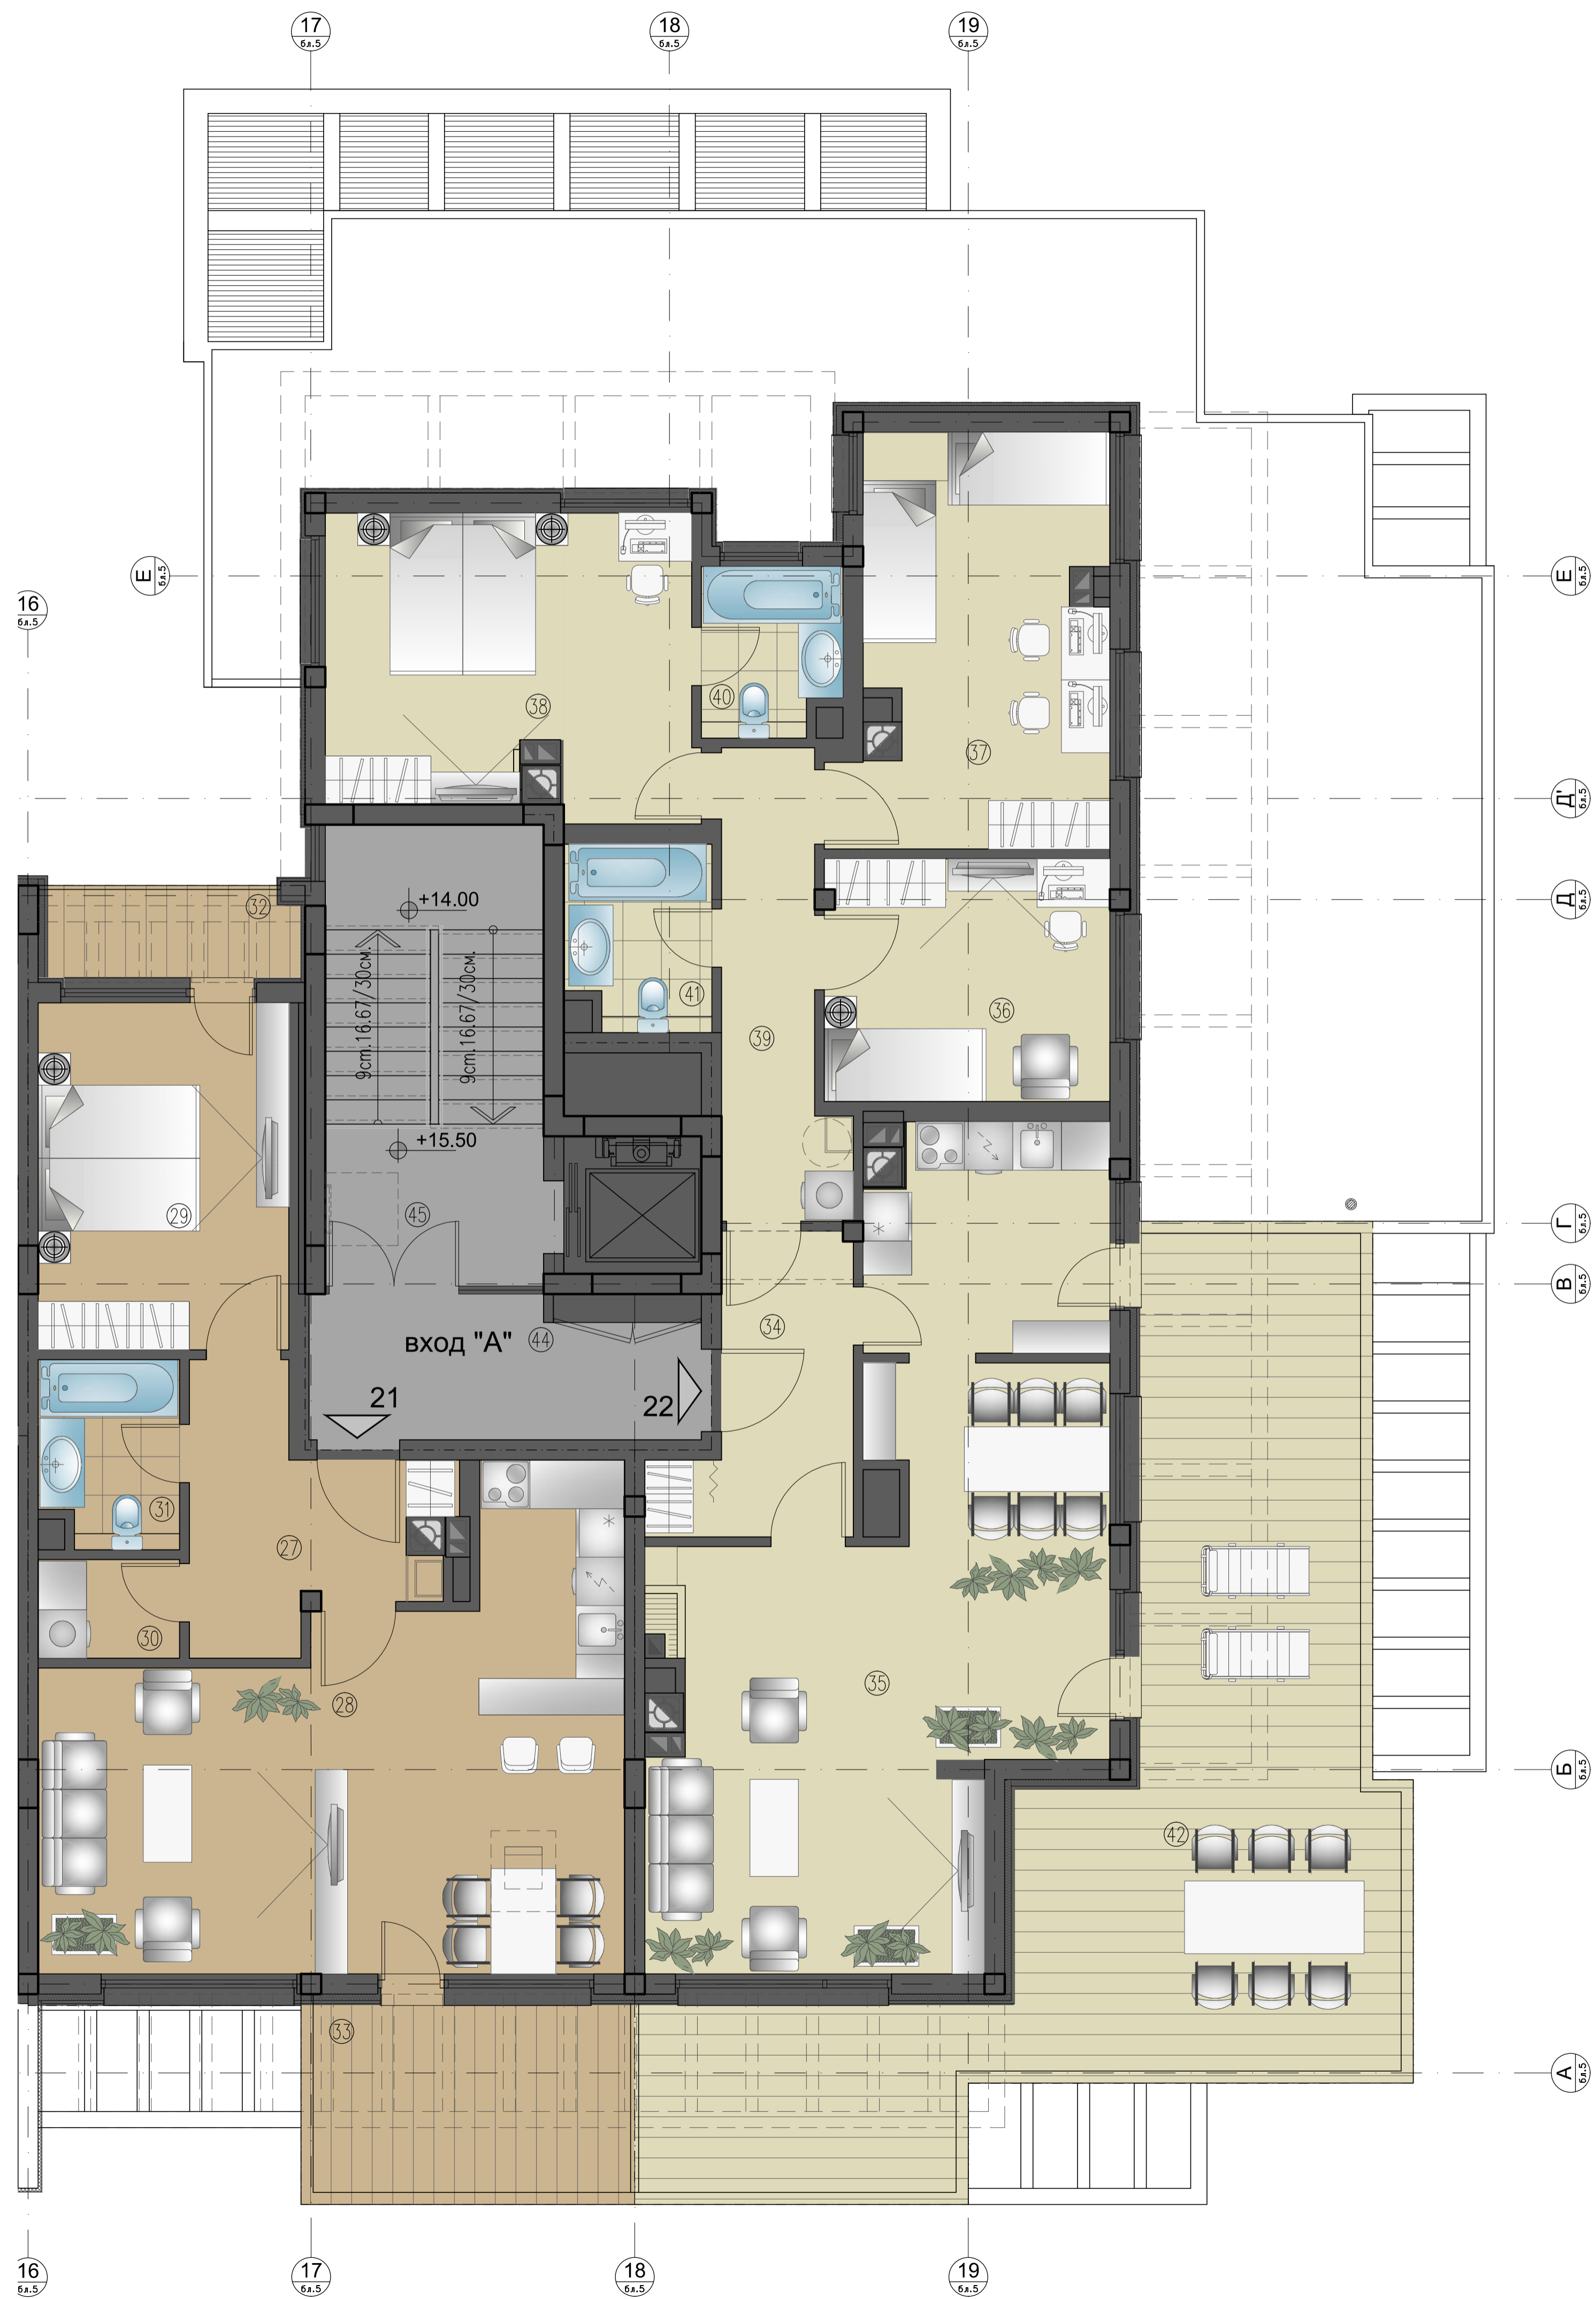 17
бл.5
18
бл.5
19
бл.5
Е
бл.5
Е
бл.5
16
бл.5
40
38
37
Д'
бл.5
32
+14.00
Д
бл.5
9ст.16.67/30см.
9ст.16.67/30см.
41
36
39
+15.50
29
45
Г
бл.5
В
бл.5
34
44
вход "А"
21
22
31
27
30
35
28
Б
бл.5
42
33
А
бл.5
16
бл.5
17
бл.5
18
бл.5
19
бл.5